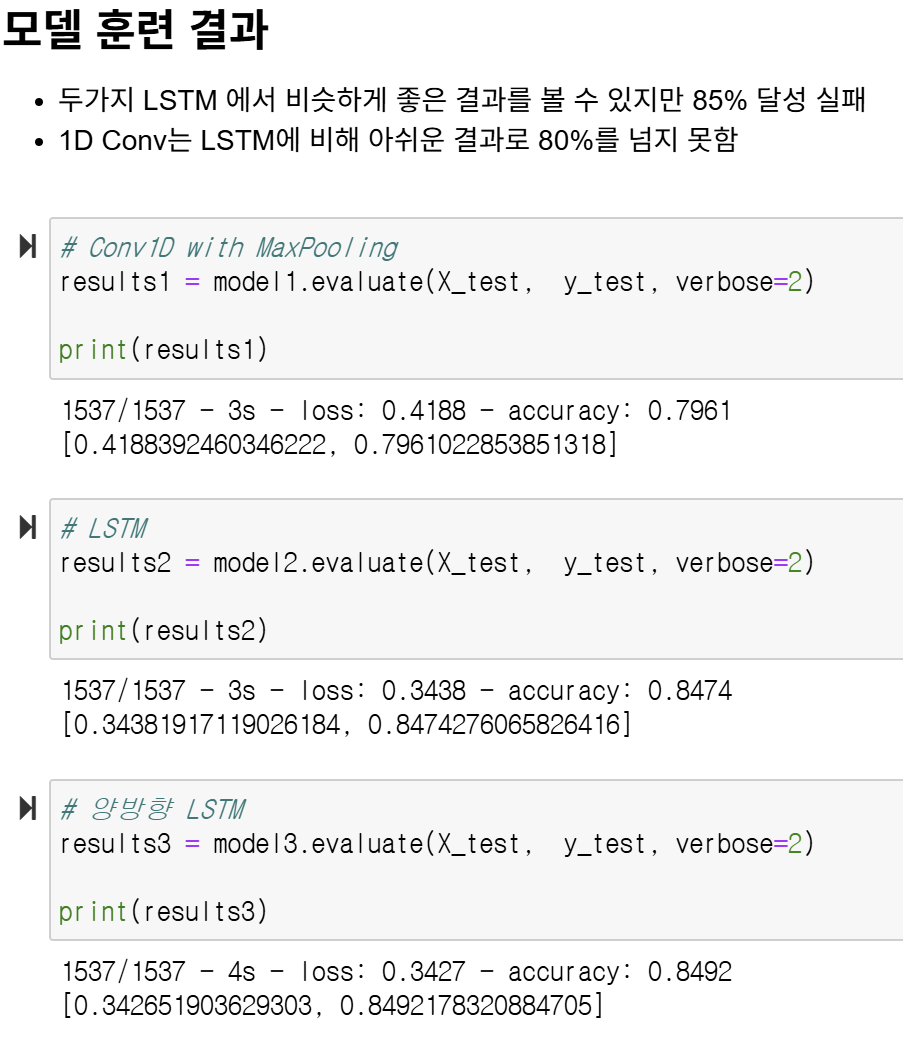 모델 훈련 결과
두가지 LSTM 에서 비슷하게 좋은 결과를 볼 수 있지만 85% 달성 실패
1D Conv는 LSTM에 비해 아쉬운 결과로 80%를 넘지 못함
# Conv1D with MaxPooling
results1 = model1.evaluate(X_test,  y_test, verbose=2)
print(results1)
1537/1537 - 3s - loss: 0.4188 - accuracy: 0.7961
[0.4188392460346222, 0.7961022853851318]
# LSTM
results2 = model2.evaluate(X_test,  y_test, verbose=2)
print(results2)
1537/1537 - 3s - loss: 0.3438 - accuracy: 0.8474
[0.34381917119026184, 0.8474276065826416]
# 양방향 LSTM
results3 = model3.evaluate(X_test,  y_test, verbose=2)
print(results3)
1537/1537 - 4s - loss: 0.3427 - accuracy: 0.8492
[0.342651903629303, 0.8492178320884705]